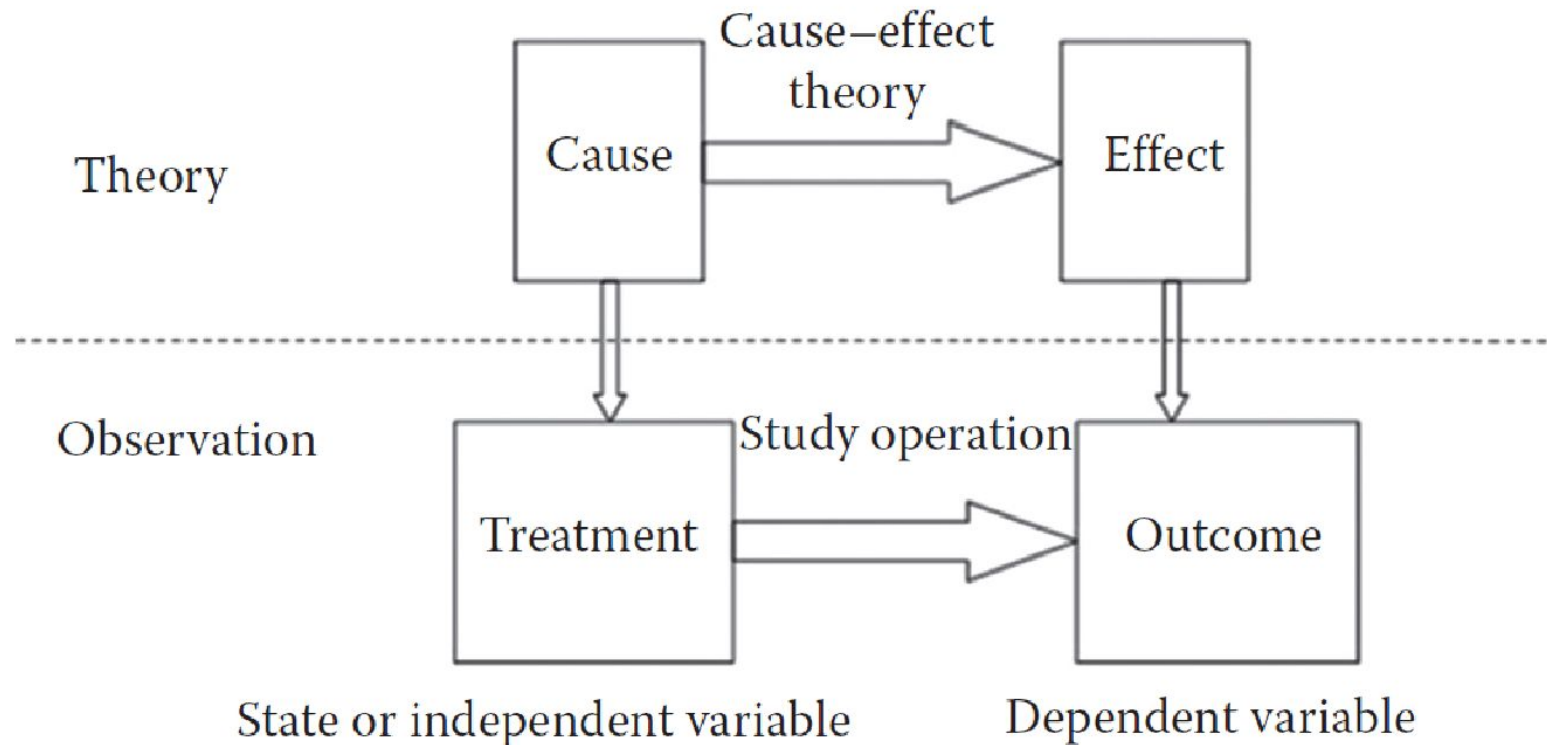 Cause–effect
theory
Theory
Cause
Effect
Observation
Study operation
Treatment
Outcome
State or independent variable
Dependent variable